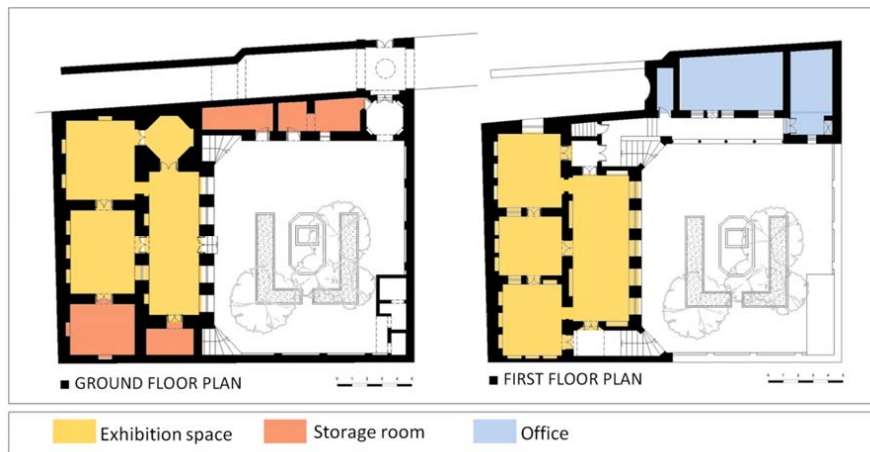 ■ GROUND FLOOR PLAN
■ FIRST FLOOR PLAN
Exhibition space
Storage room
Office